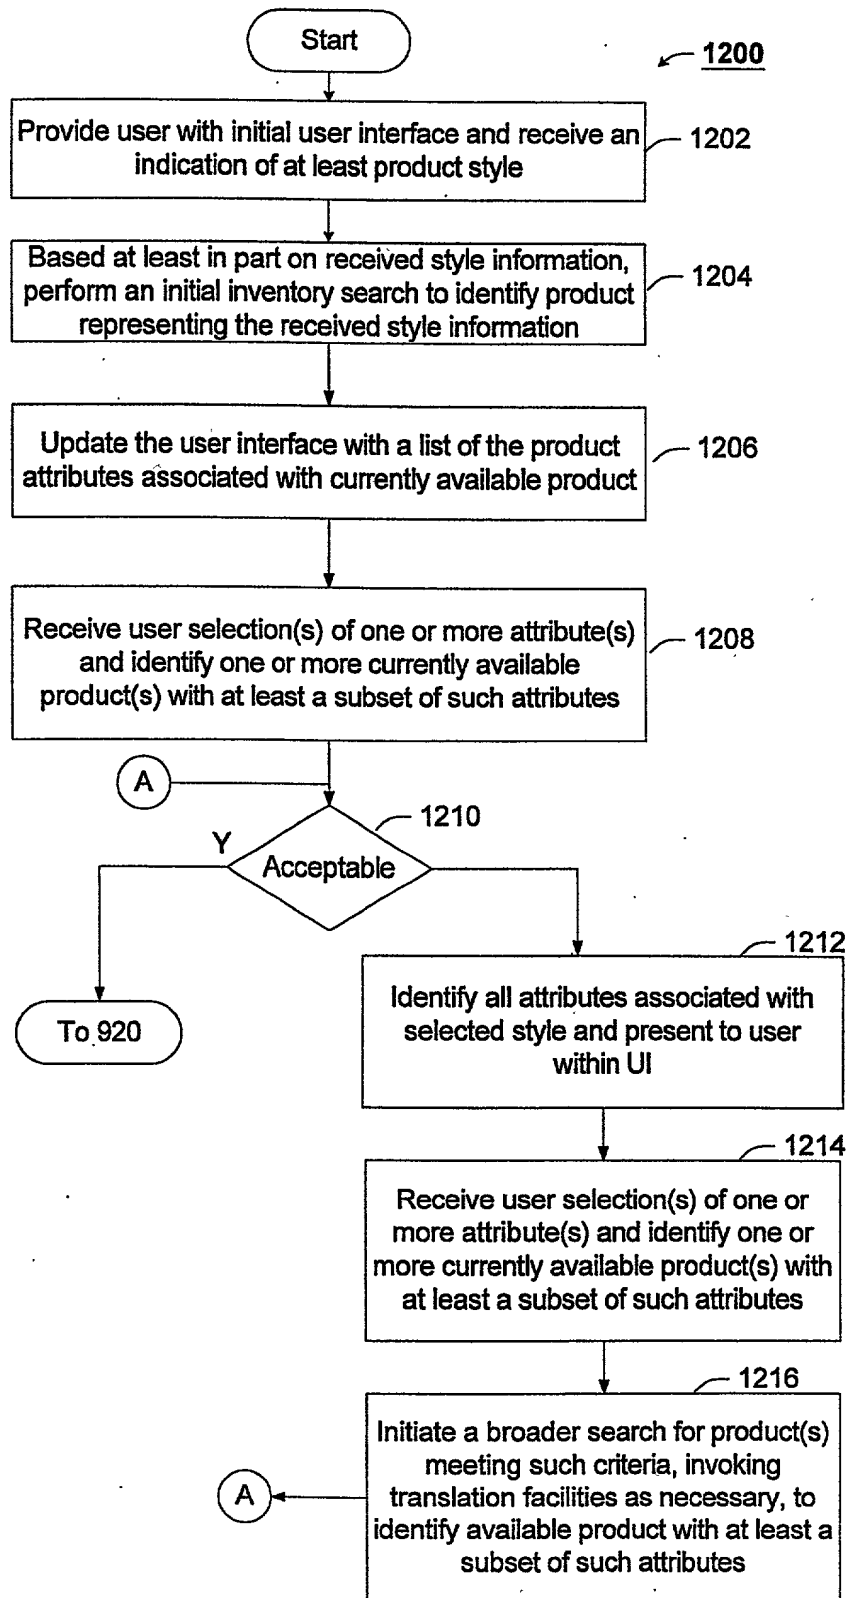 Start
1200
Provide user with initial user interface and receive an
indication of at least product style
1202
Based at least in part on received style information,
perform an initial inventory search to identify product
representing the received style information
1204
Update the user interface with a list of the product
attributes associated with currently available product
1206
Receive user selection(s) of one or more attribute(s)
and identify one or more currently available
product(s) with at least a subset of such attributes
1208
A
1210
Y
Acceptable
To 920
1212
Identify all attributes associated with
selected style and present to user
within UI
1214
Receive user selection(s) of one or
more attribute(s) and identify one or
more currently available product(s) with
at least a subset of such attributes
1216
Initiate a broader search for product(s)
meeting such criteria, invoking
translation facilities as necessary, to
identify available product with at least a
subset of such attributes
A